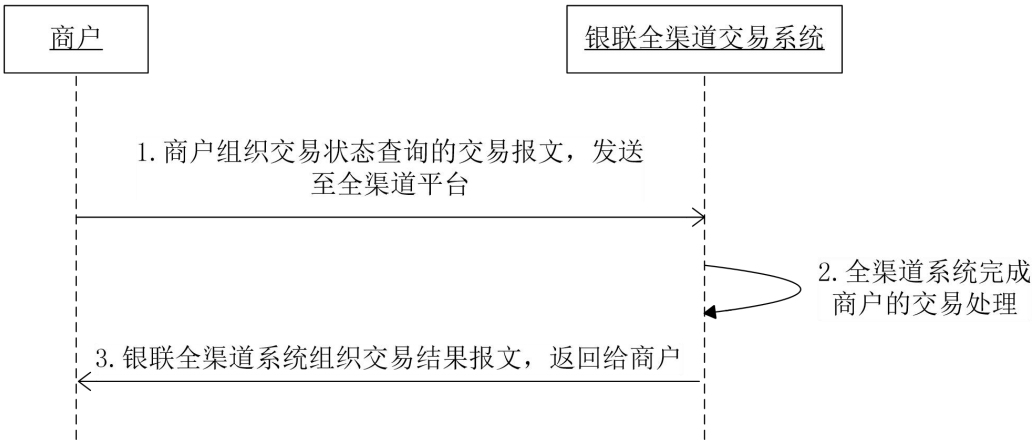 商户
银联全渠道交易系统
1.商户组织交易状态查询的交易报文，发送
至全渠道平台
2.全渠道系统完成
商户的交易处理
3.银联全渠道系统组织交易结果报文，返回给商户